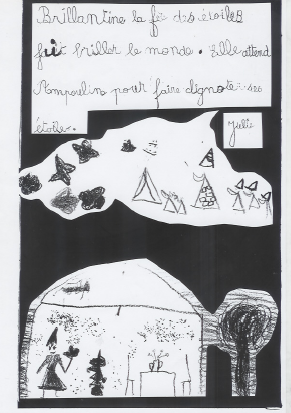 Brillantine la fée des étoiles
fait briller le monde. Elle attend
Ampoulin pour faire clignoter ses
étoiles.
Julie